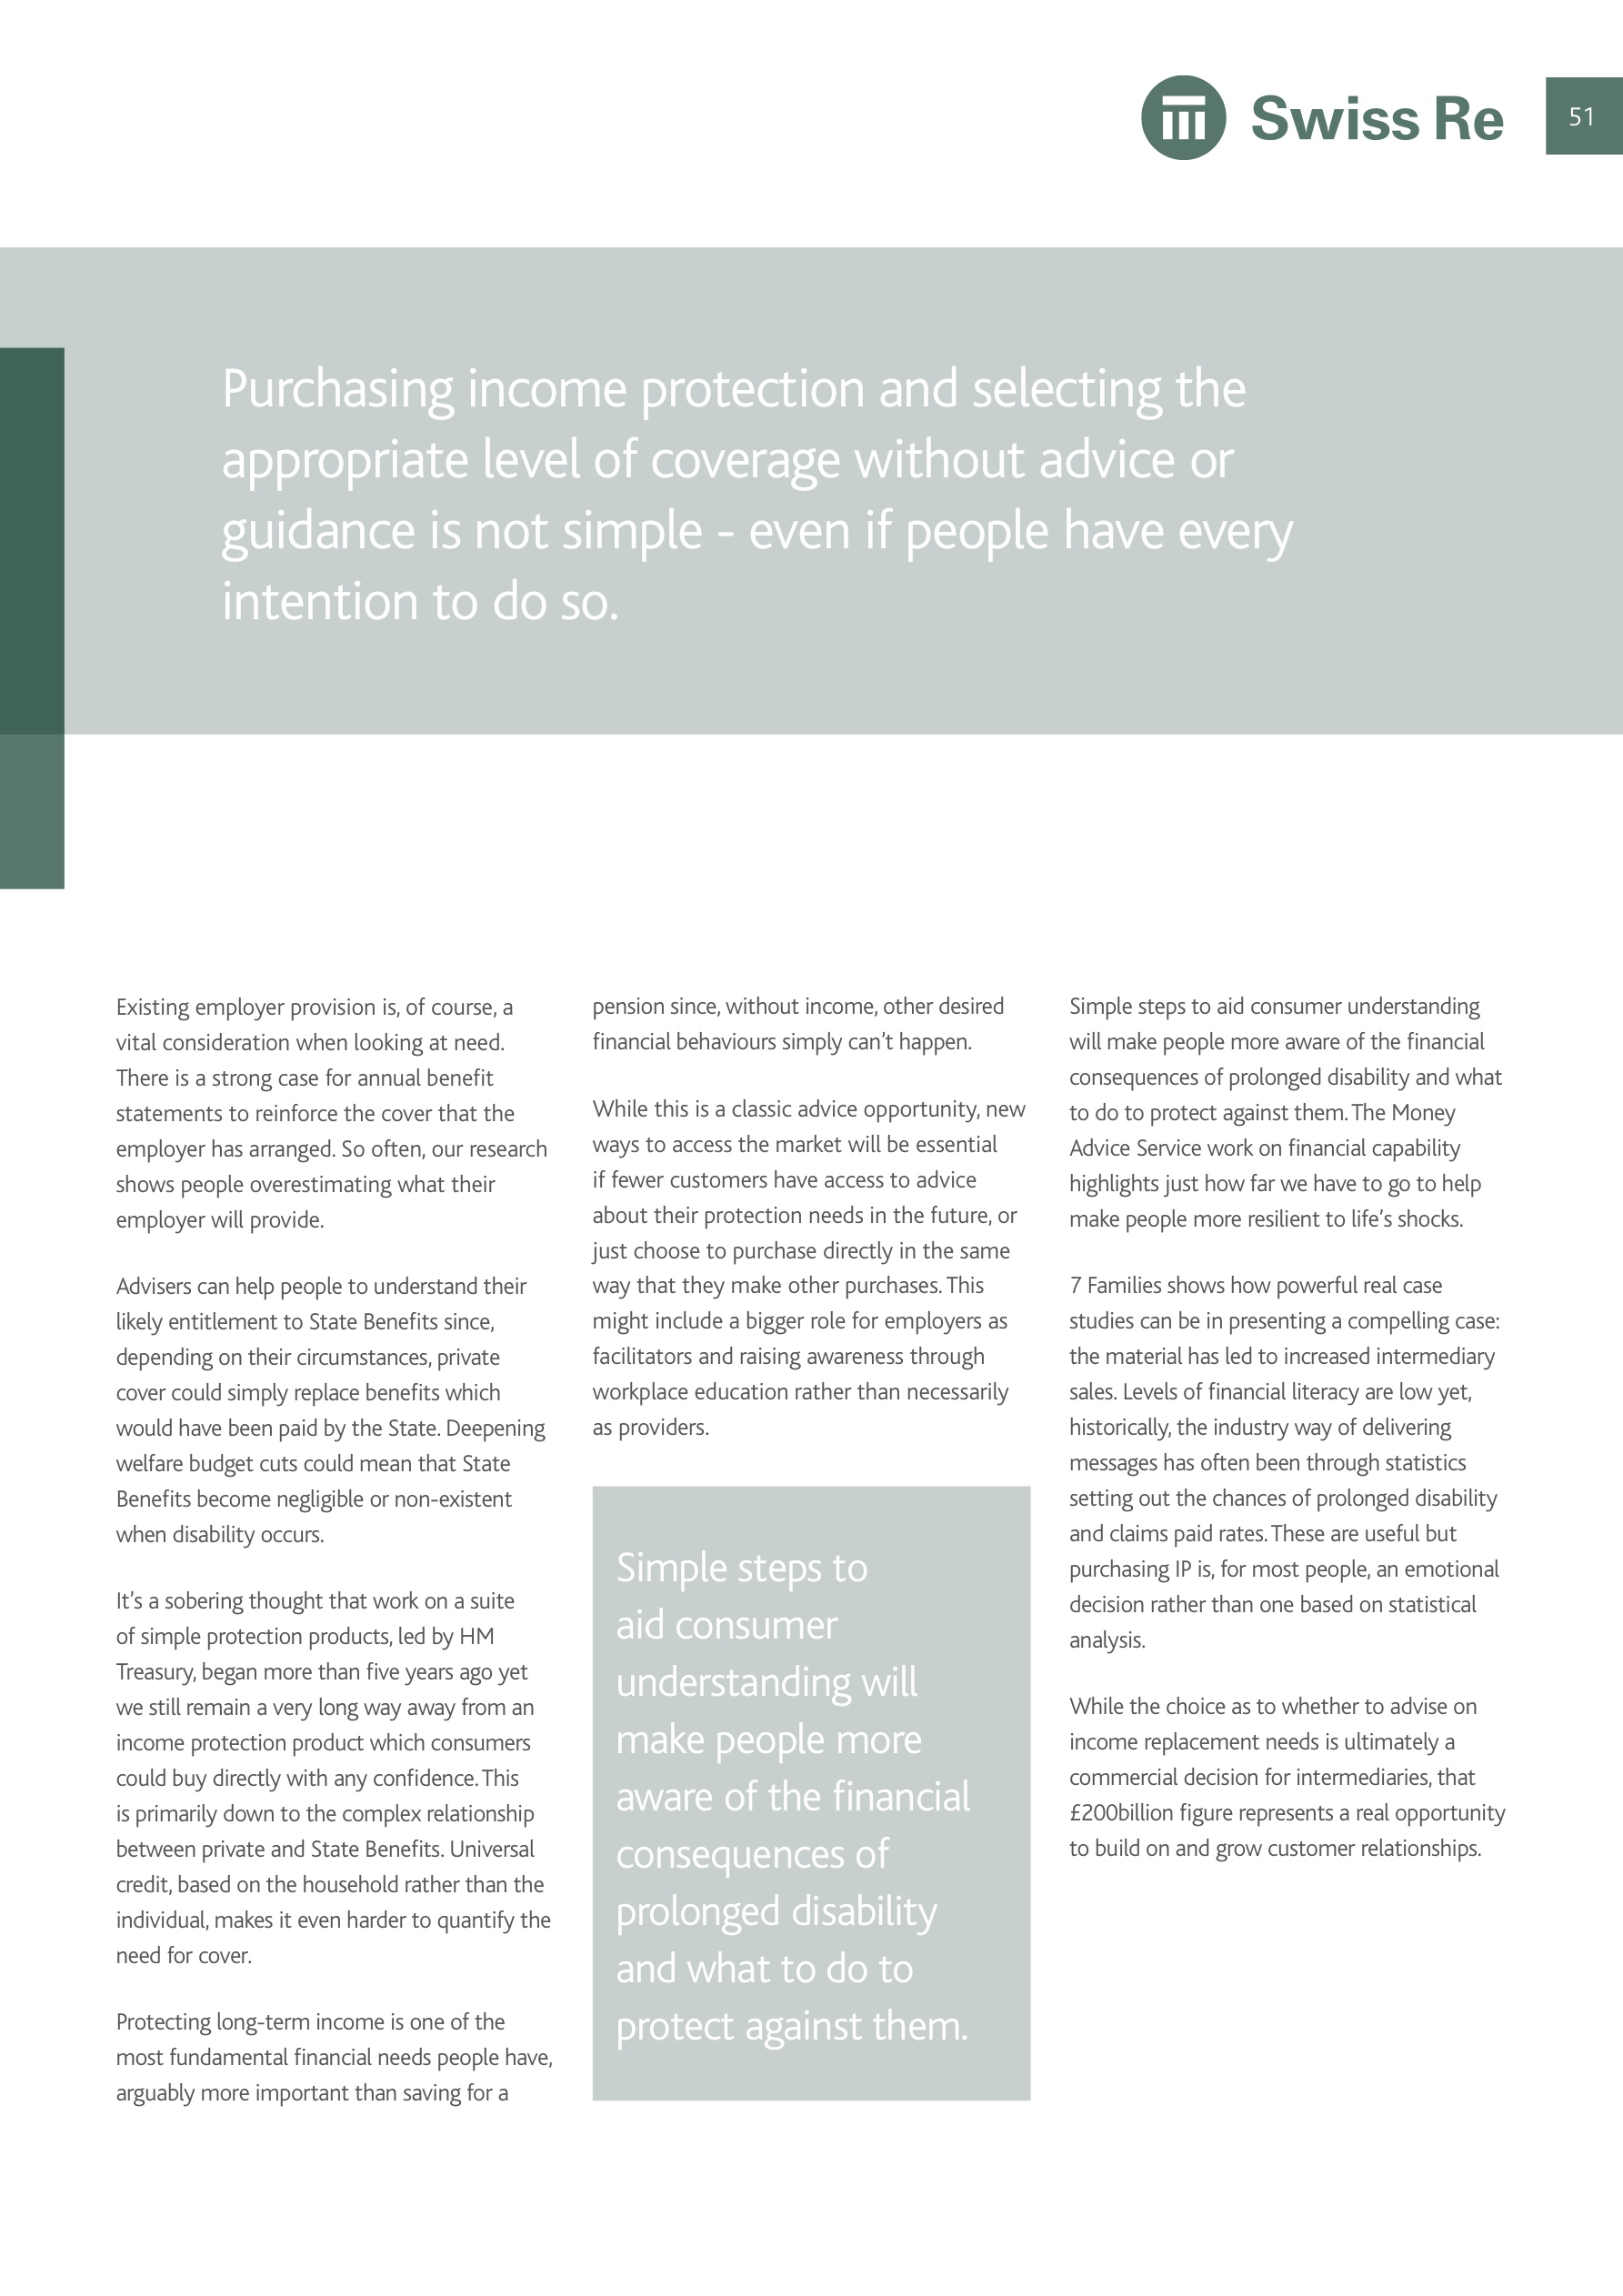 Swiss Re
51
Purchasing income protection and selecting the
appropriate level of coverage without advice or
guidance is not simple - even if people have every
intention to do so.
Existing employer provision is, of course, a
vital consideration when looking at need.
There is a strong case for annual benefit
statements to reinforce the cover that the
employer has arranged. So often, our research
shows people overestimating what their
employer will provide.
Advisers can help people to understand their
likely entitlement to State Benefits since,
depending on their circumstances, private
cover could simply replace benefits which
would have been paid by the State. Deepening
welfare budget cuts could mean that State
Benefits become negligible or non-existent
when disability occurs.
It's a sobering thought that work on a suite
of simple protection products, led by HM
Treasury, began more than five years ago yet
we still remain a very long way away from an
income protection product which consumers
could buy directly with any confidence. This
is primarily down to the complex relationship
between private and State Benefits. Universal
credit, based on the household rather than the
individual, makes it even harder to quantify the
need for cover.
Protecting long-term income is one of the
most fundamental financial needs people have,
arguably more important than saving for a
pension since, without income, other desired
financial behaviours simply can't happen.
While this is a classic advice opportunity, new
ways to access the market will be essential
if fewer customers have access to advice
about their protection needs in the future, or
just choose to purchase directly in the same
way that they make other purchases. This
might include a bigger role for employers as
facilitators and raising awareness through
workplace education rather than necessarily
as providers.
Simple steps to
aid consumer
understanding will
make people more
aware of the financial
consequences of
prolonged disability
and what to do to
protect against them.
Simple steps to aid consumer understanding
will make people more aware of the financial
consequences of prolonged disability and what
to do to protect against them. The Money
Advice Service work on financial capability
highlights just how far we have to go to help
make people more resilient to life's shocks.
7 Families shows how powerful real case
studies can be in presenting a compelling case:
the material has led to increased intermediary
sales. Levels of financial literacy are low yet,
historically, the industry way of delivering
messages has often been through statistics
setting out the chances of prolonged disability
and claims paid rates. These are useful but
purchasing IP is, for most people, an emotional
decision rather than one based on statistical
analysis.
While the choice as to whether to advise on
income replacement needs is ultimately a
commercial decision for intermediaries, that
£200billion figure represents a real opportunity
to build on and grow customer relationships.